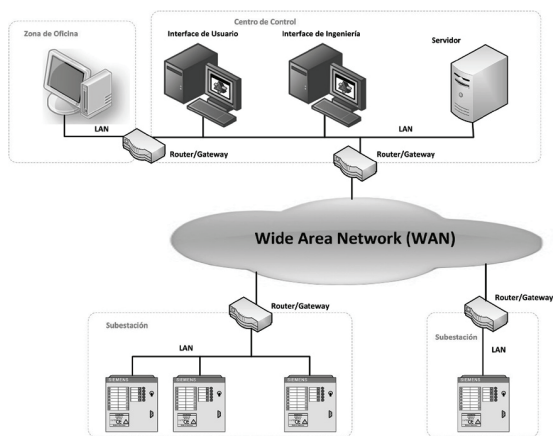 Centro de Control
Zona de Oficina
Interface de Usuario
Interface de Ingeniería
Servidor
LAN
LAN
Router/Gateway
Router/Gateway
Wide Area Network (WAN)
Router/Gateway
Router/Gateway
Subestación
Subestación
LAN
LAN
SIEMENS
SIEMENS
SIEMENS
SIEMENS